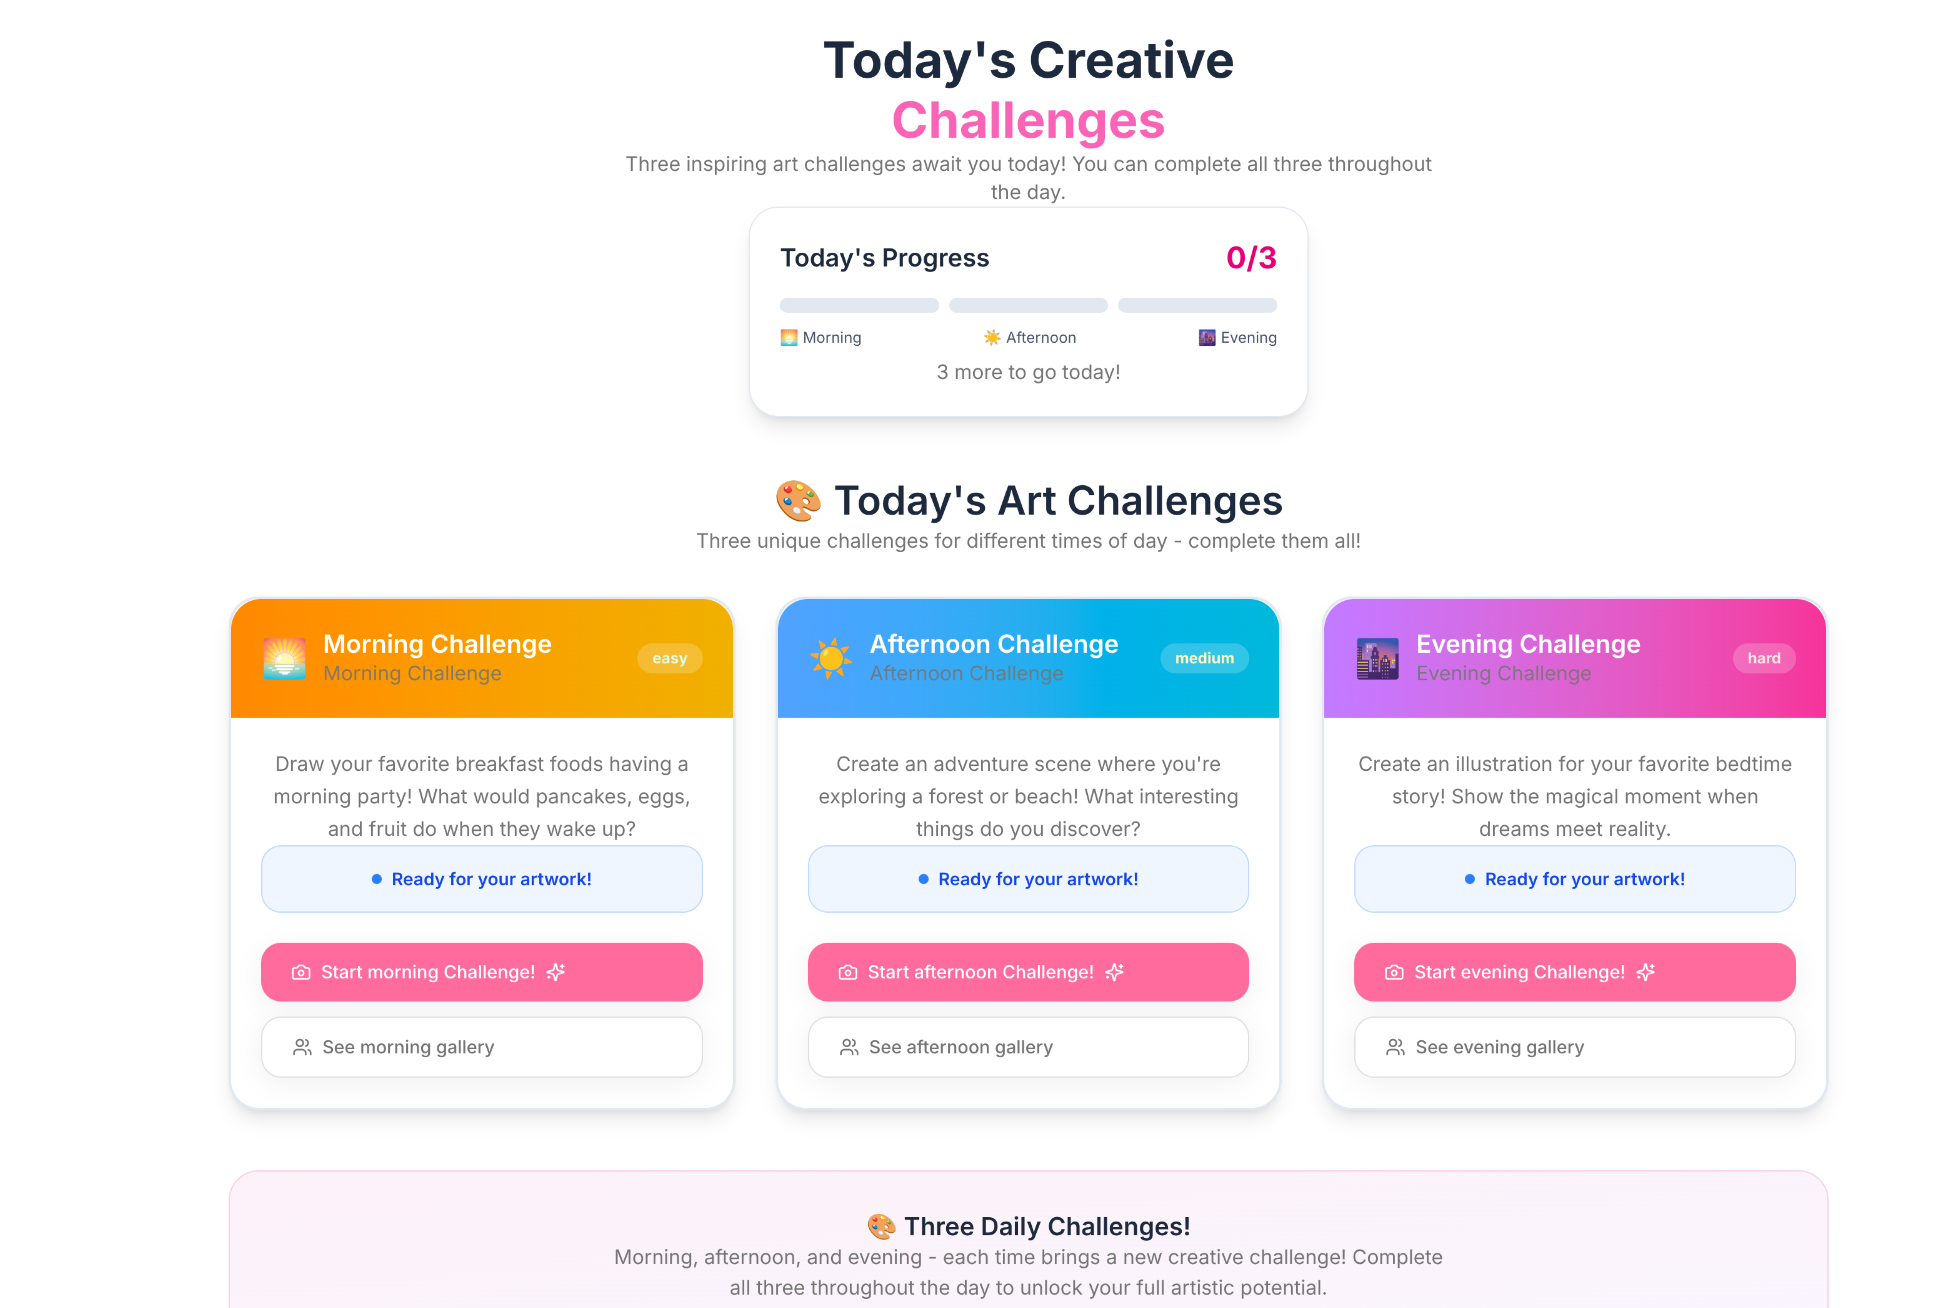 Today's Creative
Challenges
Three inspiring art challenges await you today! You can complete all three throughout
the day.
Today's Progress
0/3
🌅 Morning
☀️ Afternoon
🌆 Evening
3 more to go today!
🎨 Today's Art Challenges
Three unique challenges for different times of day - complete them all!
Morning Challenge
Morning Challenge
easy
Draw your favorite breakfast foods having a
morning party! What would pancakes, eggs,
and fruit do when they wake up?
Ready for your artwork!
Start morning Challenge!
See morning gallery
Afternoon Challenge
Afternoon Challenge
medium
Create an adventure scene where you're
exploring a forest or beach! What interesting
things do you discover?
Ready for your artwork!
Start afternoon Challenge!
See afternoon gallery
Evening Challenge
Evening Challenge
hard
Create an illustration for your favorite bedtime
story! Show the magical moment when
dreams meet reality.
Ready for your artwork!
Start evening Challenge!
See evening gallery
🎨 Three Daily Challenges!
Morning, afternoon, and evening - each time brings a new creative challenge! Complete
all three throughout the day to unlock your full artistic potential.